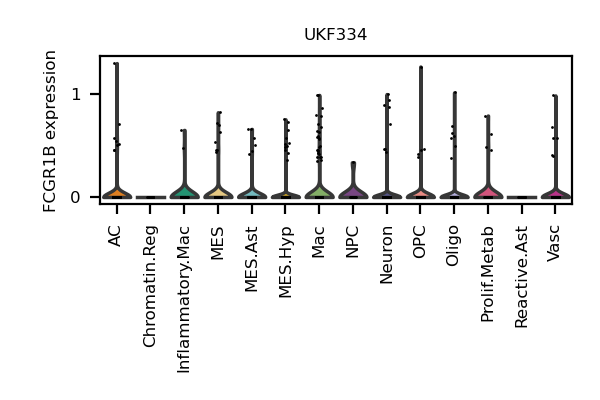 UKF334
FCGR1B expression
1
0
AC
Chromatin.Reg
Inflammatory.Mac
MES
MES.Ast
MES.Hyp
Mac
NPC
Neuron
OPC
Oligo
Prolif.Metab
Reactive.Ast
Vasc